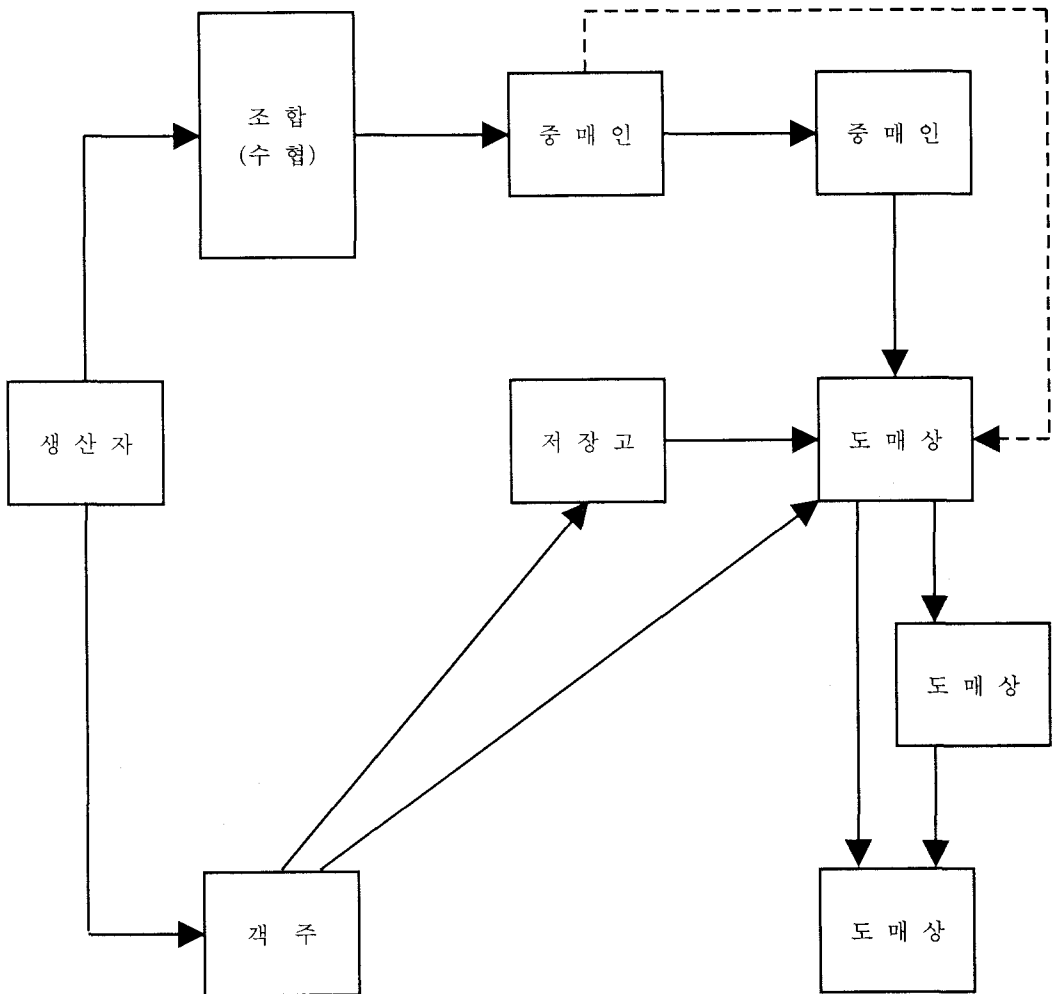 조 합
(수 협)
중 매 인
중 매 인
생 산 자
저 장 고
도 매 상
도 매 상
객 주
도 매 상